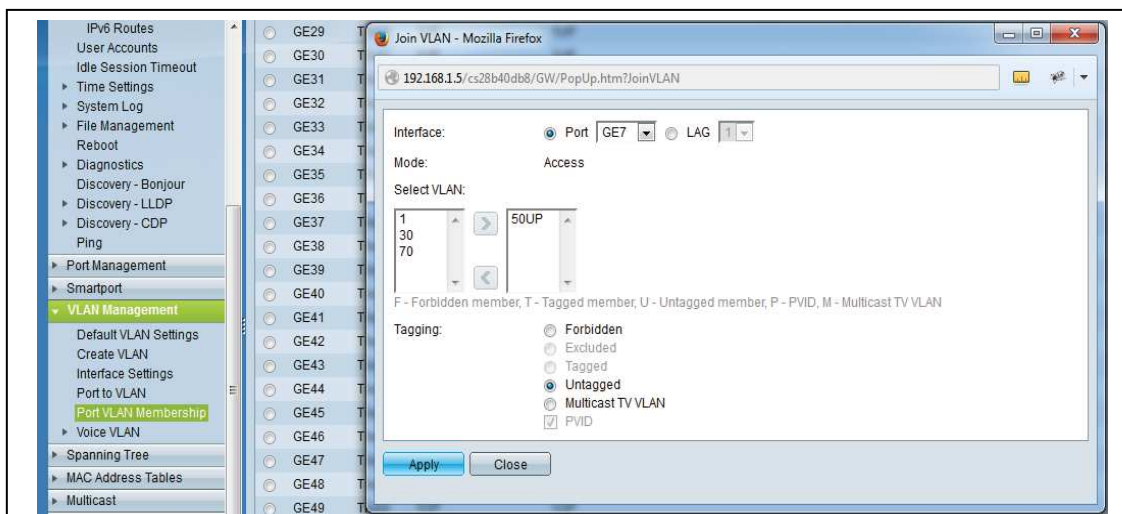 IPv6 Routes
User Accounts
Idle Session Timeout
Time Settings
System Log
File Management
Reboot
Diagnostics
Discovery - Bonjour
Discovery - LLDP
Discovery - CDP
Ping
Port Management
Smartport
VLAN Management
Default VLAN Settings
Create VLAN
Interface Settings
Port to VLAN
Port VLAN Membership
Voice VLAN
Spanning Tree
MAC Address Tables
Multicast
GE29 T
GE30 T
GE31 T
GE32 T
GE33 T
GE34 T
GE35 T
GE36 T
GE37 T
GE38 T
GE39 T
GE40 T
GE41 T
GE42 T
GE43 T
GE44 T
GE45 T
GE46 T
GE47 T
GE48 T
GE49
Join VLAN - Mozilla Firefox
192.168.1.5/cs28b40db8/GW/PopUp.htm?JoinVLAN
Interface: Port GE7 LAG 1
Mode: Access
Select VLAN:
1
30
70
50UP
F - Forbidden member, T - Tagged member, U - Untagged member, P - PVID, M - Multicast TV VLAN
Tagging: Forbidden
Excluded
Tagged
Untagged
Multicast TV VLAN
PVID
Apply Close